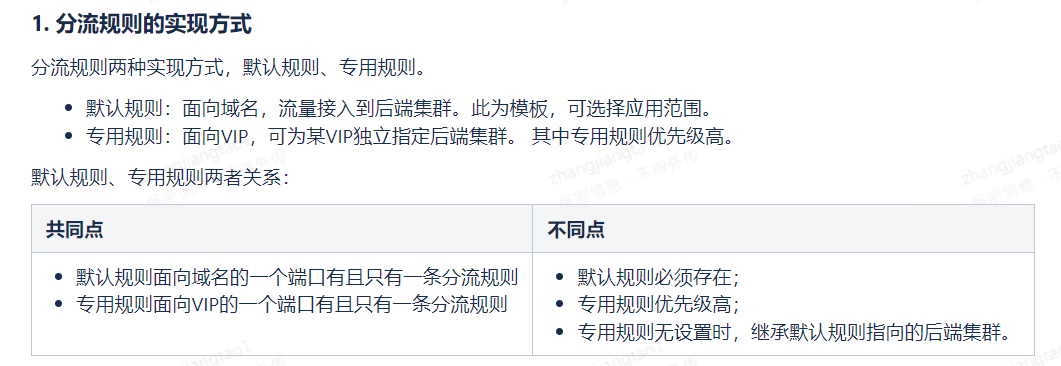 1. 分流规则的实现方式
分流规则两种实现方式，默认规则、专用规则。
默认规则：面向域名，流量接入到后端集群。此为模板，可选择应用范围。
专用规则：面向VIP，可为某VIP独立指定后端集群。 其中专用规则优先级高。
zhangjiangtao1
保密信息，不得外传
zhangjiangtao1
保密信息，不得外传
zhangjiangtao1
保密信息，不得外传
默认规则、专用规则两者关系：
共同点
不同点
默认规则面向域名的一个端口有且只有一条分流规则
专用规则面向VIP的一个端口有且只有一条分流规则
默认规则必须存在；
专用规则优先级高；
专用规则无设置时，继承默认规则指向的后端集群。